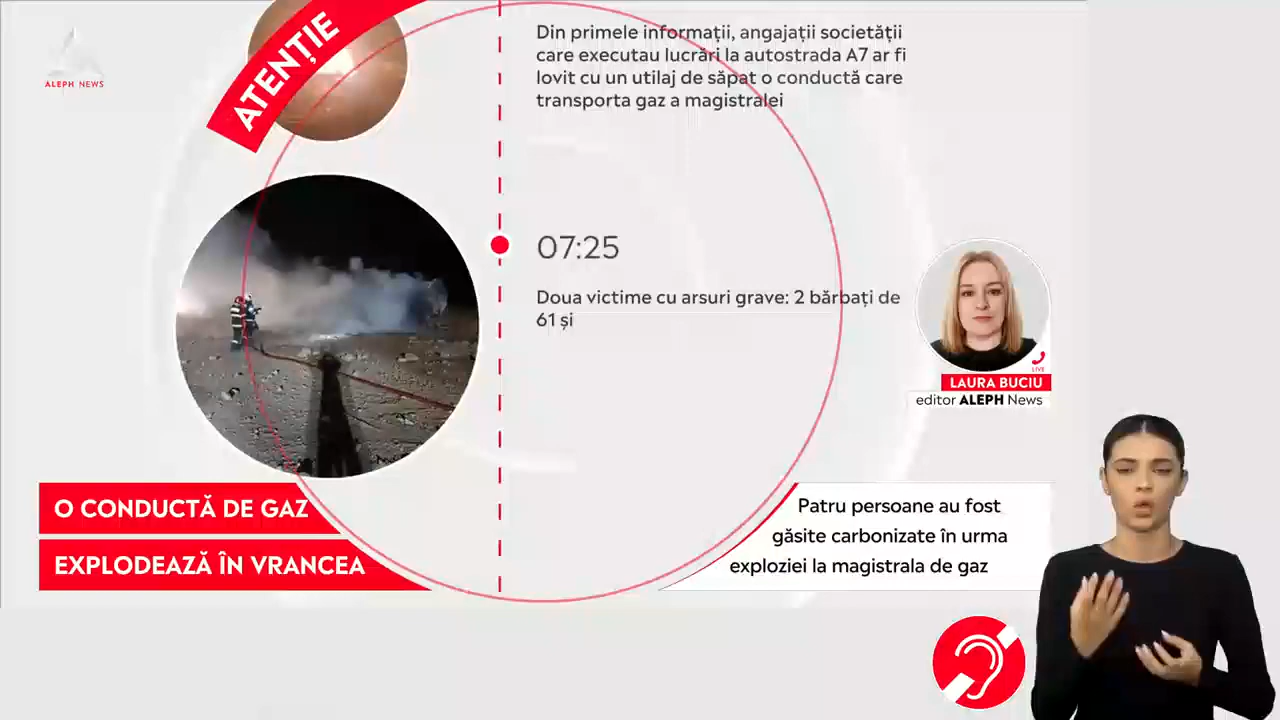 ATENȚIE
ALEPH NEWS
Din primele informații, angajații societății
care executau lucrări la autostrada A7 ar fi
lovit cu un utilaj de săpat o conductă care
transporta gaz a magistralei
07:25
Doua victime cu arsuri grave: 2 bărbați de
61 și
LIVE
LAURA BUCIU
editor ALEPH News
O CONDUCTĂ DE GAZ
EXPLODEAZĂ ÎN VRANCEA
Patru persoane au fost
găsite carbonizate în urma
exploziei la magistrala de gaz